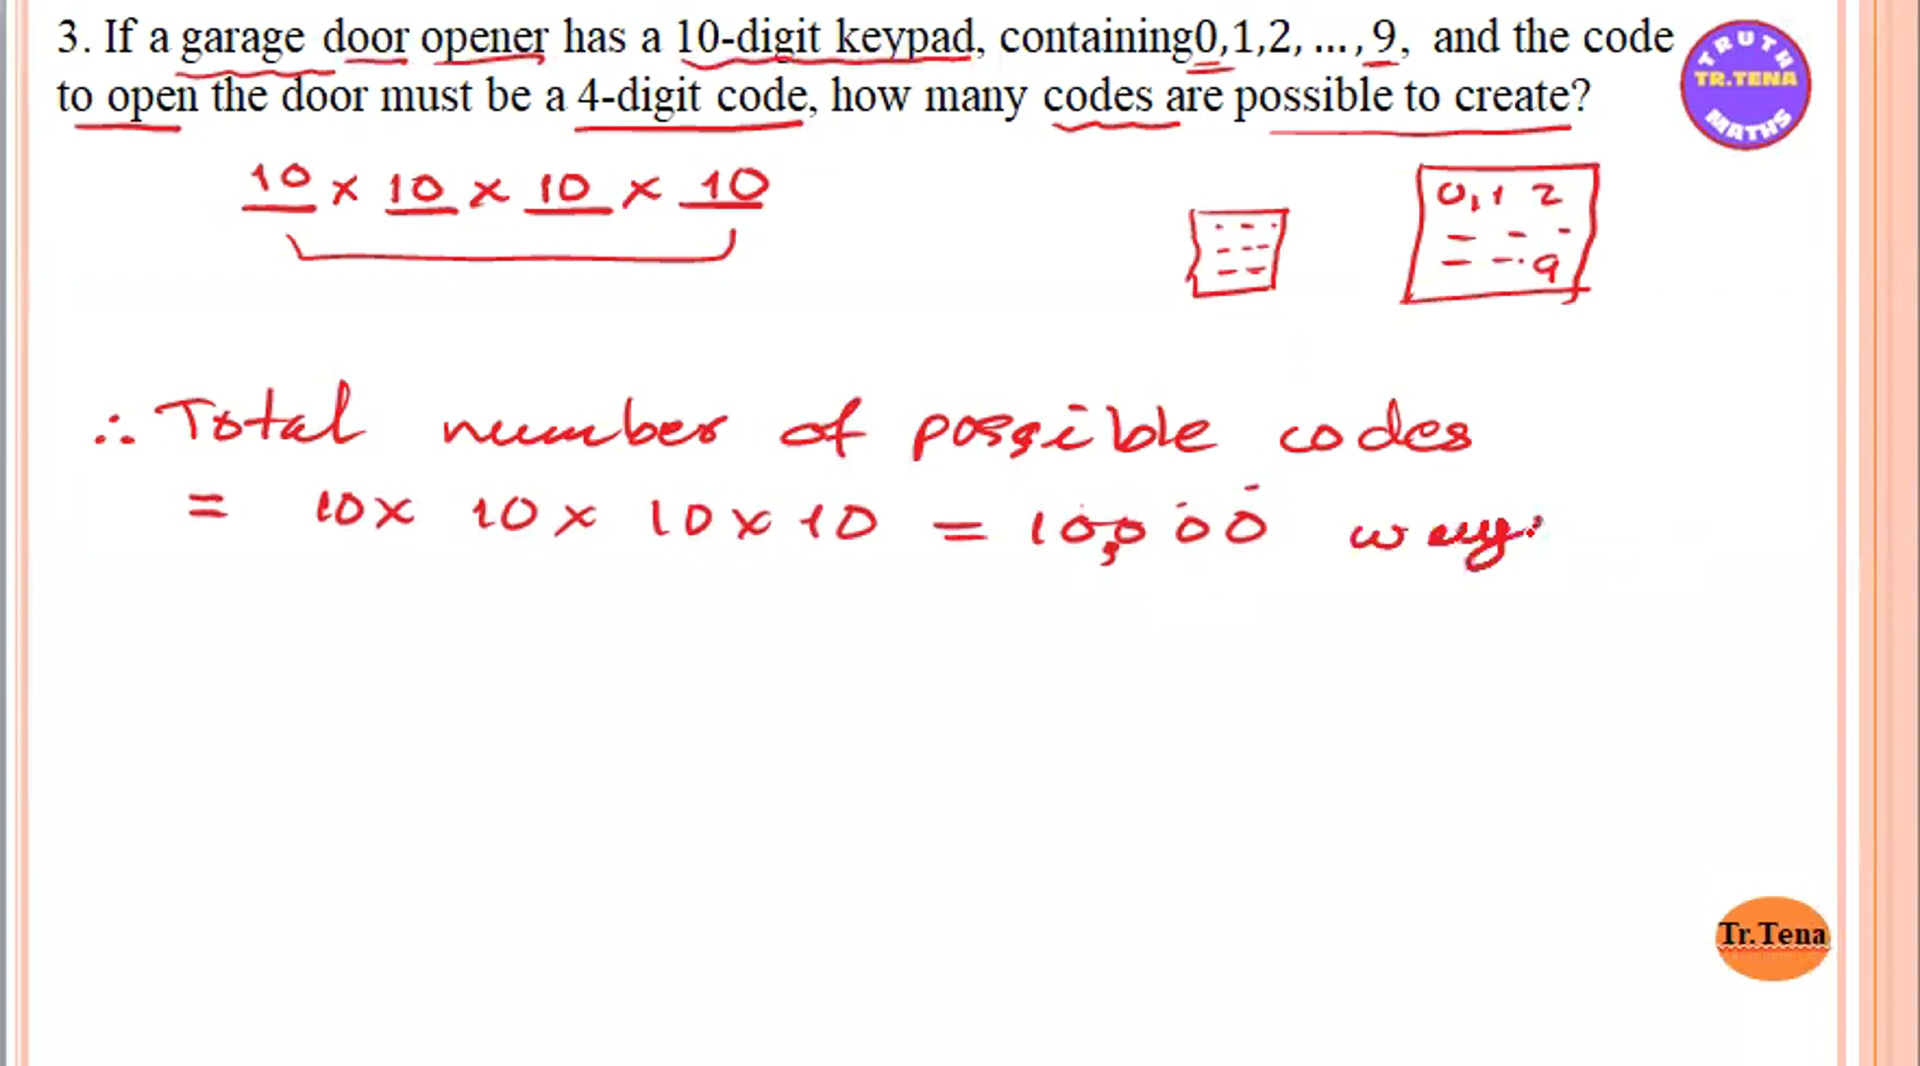 3. If a garage door opener has a 10-digit keypad, containing0,1,2, ...,9, and the code
to open the door must be a 4-digit code, how many codes are possible to create?
TRUTH
TR.TENA
MATHS
10 × 10 × 10 × 10
0, 1 2
9
∴ Total number of possible codes
= 10 × 10 × 10 × 10 = 10,000 ways
Tr.Tena